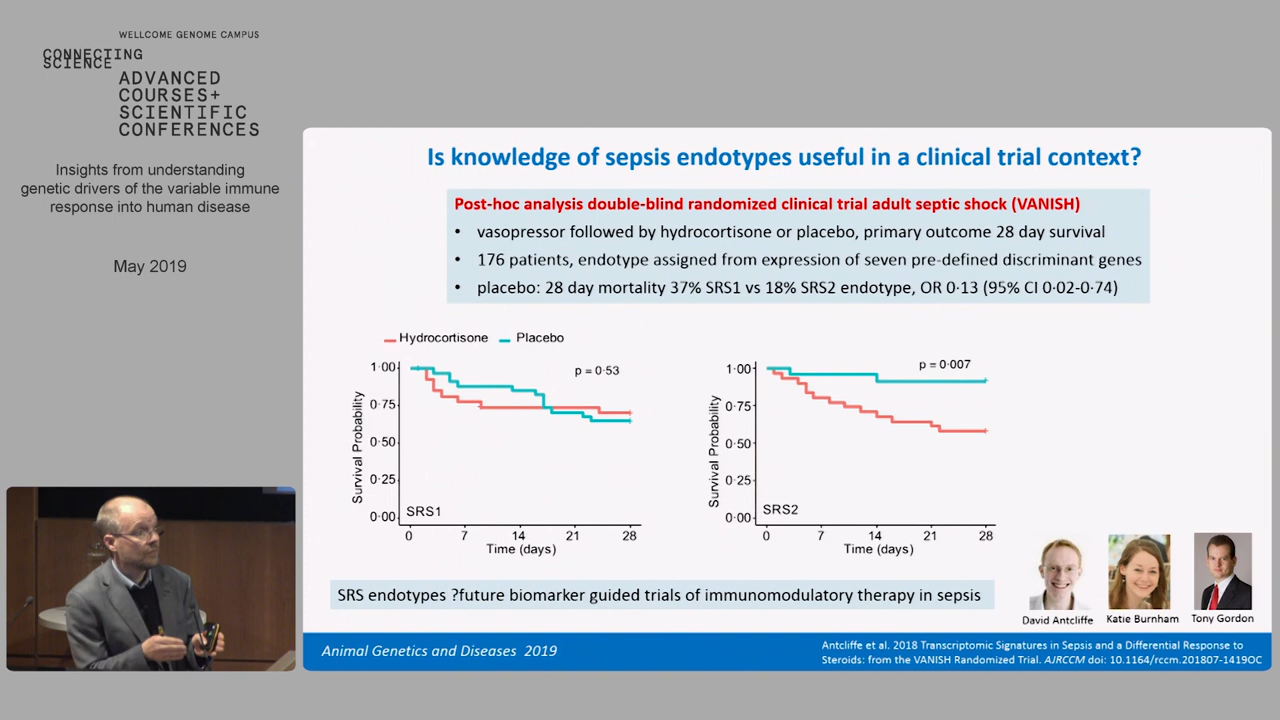 WELLCOME GENOME CAMPUS
CONNECTING
SCIENCE
ADVANCED
COURSES+
SCIENTIFIC
CONFERENCES
Insights from understanding
genetic drivers of the variable immune
response into human disease
May 2019
Is knowledge of sepsis endotypes useful in a clinical trial context?
Post-hoc analysis double-blind randomized clinical trial adult septic shock (VANISH)
• vasopressor followed by hydrocortisone or placebo, primary outcome 28 day survival
• 176 patients, endotype assigned from expression of seven pre-defined discriminant genes
• placebo: 28 day mortality 37% SRS1 vs 18% SRS2 endotype, OR 0·13 (95% CI 0·02-0·74)
Hydrocortisone Placebo
p = 0·53
1·00
0·75
0·50
0·25
0·00
Survival Probability
SRS1
0 7 14 21 28
Time (days)
p = 0·007
1·00
0·75
0·50
0·25
0·00
Survival Probability
SRS2
0 7 14 21 28
Time (days)
SRS endotypes ?future biomarker guided trials of immunomodulatory therapy in sepsis
David Antcliffe Katie Burnham Tony Gordon
Animal Genetics and Diseases 2019
Antcliffe et al. 2018 Transcriptomic Signatures in Sepsis and a Differential Response to
Steroids: from the VANISH Randomized Trial. AJRCCM doi: 10.1164/rccm.201807-1419OC